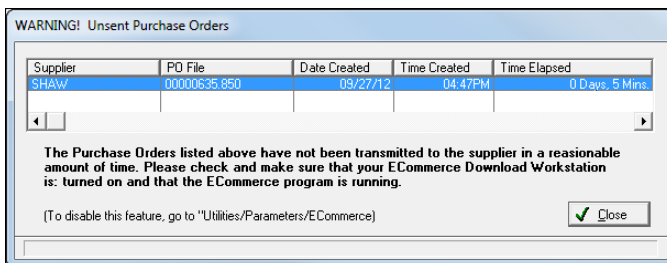 WARNING! Unsent Purchase Orders
Supplier PO File Date Created Time Created Time Elapsed
SHAW 00000635.850 09/27/12 04:47PM 0 Days, 5 Mins.
The Purchase Orders listed above have not been transmitted to the supplier in a reasionable
amount of time. Please check and make sure that your ECommerce Download Workstation
is: turned on and that the ECommerce program is running.
(To disable this feature, go to "Utilities/Parameters/ECommerce)
Close